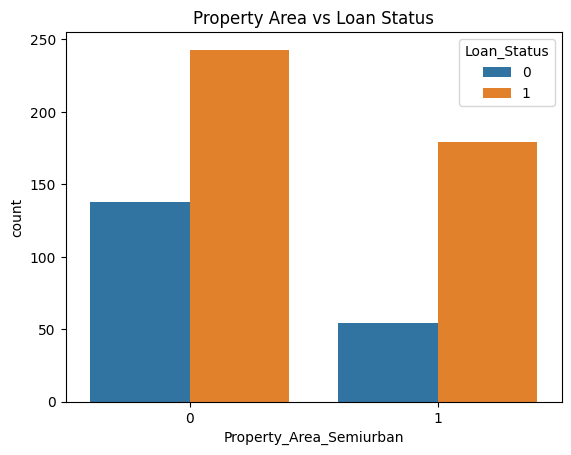 Property Area vs Loan Status
250
200
150
100
50
0
count
Loan_Status
0
1
0 1
Property_Area_Semiurban